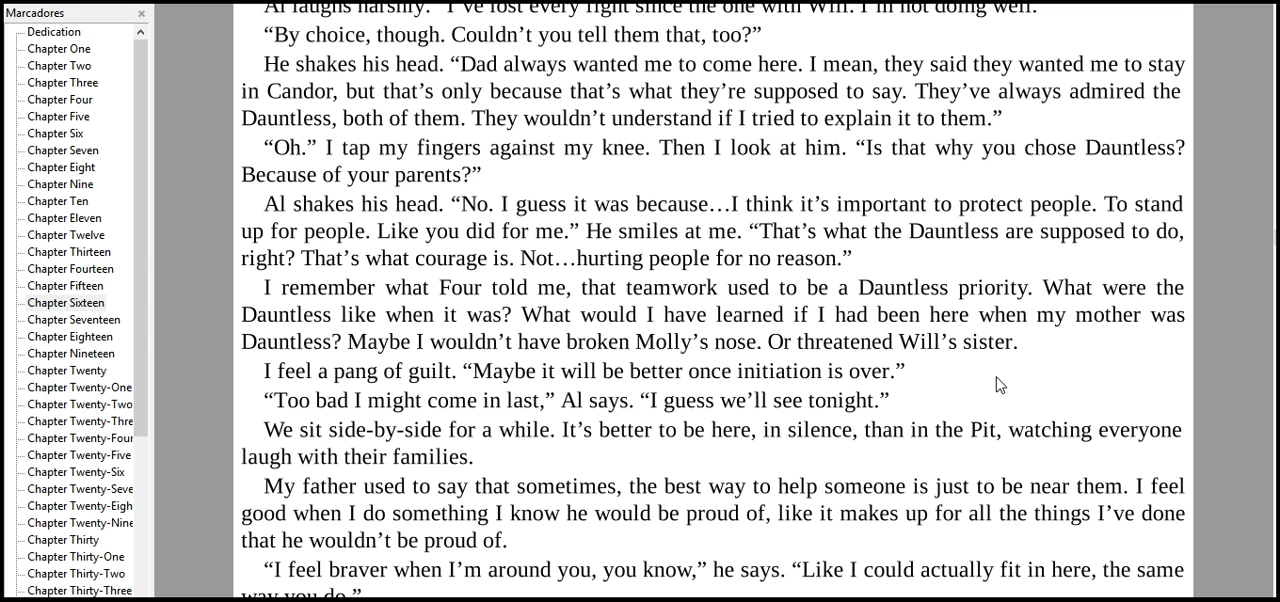 Marcadores
Dedication
Chapter One
Chapter Two
Chapter Three
Chapter Four
Chapter Five
Chapter Six
Chapter Seven
Chapter Eight
Chapter Nine
Chapter Ten
Chapter Eleven
Chapter Twelve
Chapter Thirteen
Chapter Fourteen
Chapter Fifteen
Chapter Sixteen
Chapter Seventeen
Chapter Eighteen
Chapter Nineteen
Chapter Twenty
Chapter Twenty-One
Chapter Twenty-Two
Chapter Twenty-Thre
Chapter Twenty-Four
Chapter Twenty-Five
Chapter Twenty-Six
Chapter Twenty-Seve
Chapter Twenty-Eigh
Chapter Twenty-Nine
Chapter Thirty
Chapter Thirty-One
Chapter Thirty-Two
Chapter Thirty-Three
Al laughs harshly. “I’ve lost every fight since the one with Will. I’m not doing well.”
“By choice, though. Couldn’t you tell them that, too?”
He shakes his head. “Dad always wanted me to come here. I mean, they said they wanted me to stay
in Candor, but that’s only because that’s what they’re supposed to say. They’ve always admired the
Dauntless, both of them. They wouldn’t understand if I tried to explain it to them.”
“Oh.” I tap my fingers against my knee. Then I look at him. “Is that why you chose Dauntless?
Because of your parents?”
Al shakes his head. “No. I guess it was because…I think it’s important to protect people. To stand
up for people. Like you did for me.” He smiles at me. “That’s what the Dauntless are supposed to do,
right? That’s what courage is. Not…hurting people for no reason.”
I remember what Four told me, that teamwork used to be a Dauntless priority. What were the
Dauntless like when it was? What would I have learned if I had been here when my mother was
Dauntless? Maybe I wouldn’t have broken Molly’s nose. Or threatened Will’s sister.
I feel a pang of guilt. “Maybe it will be better once initiation is over.”
“Too bad I might come in last,” Al says. “I guess we’ll see tonight.”
We sit side-by-side for a while. It’s better to be here, in silence, than in the Pit, watching everyone
laugh with their families.
My father used to say that sometimes, the best way to help someone is just to be near them. I feel
good when I do something I know he would be proud of, like it makes up for all the things I’ve done
that he wouldn’t be proud of.
“I feel braver when I’m around you, you know,” he says. “Like I could actually fit in here, the same
way you do.”